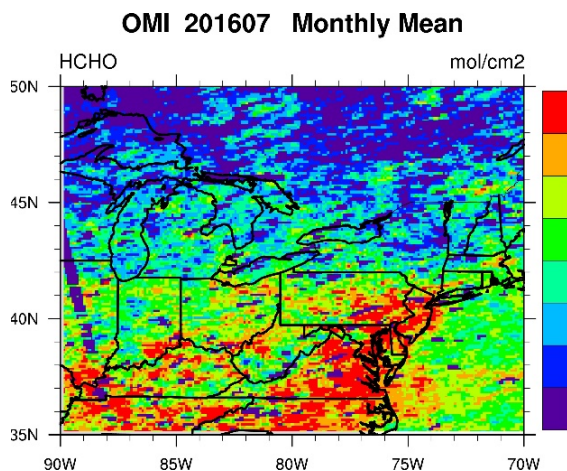 OMI 201607 Monthly Mean
HCHO mol/cm2
50N
45N
40N
35N
90W 85W 80W 75W 70W